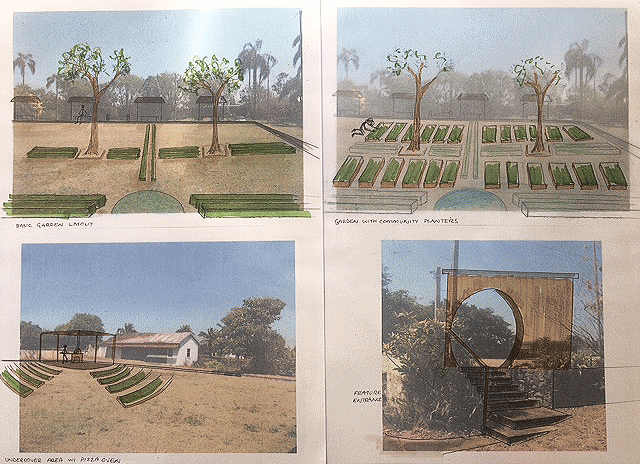 BASIC GARDEN LAYOUT
GARDEN WITH COMMUNITY PLANTERS
FEATURE
ENTRANCE
UNDERCOVER AREA W/ PIZZA OVEN